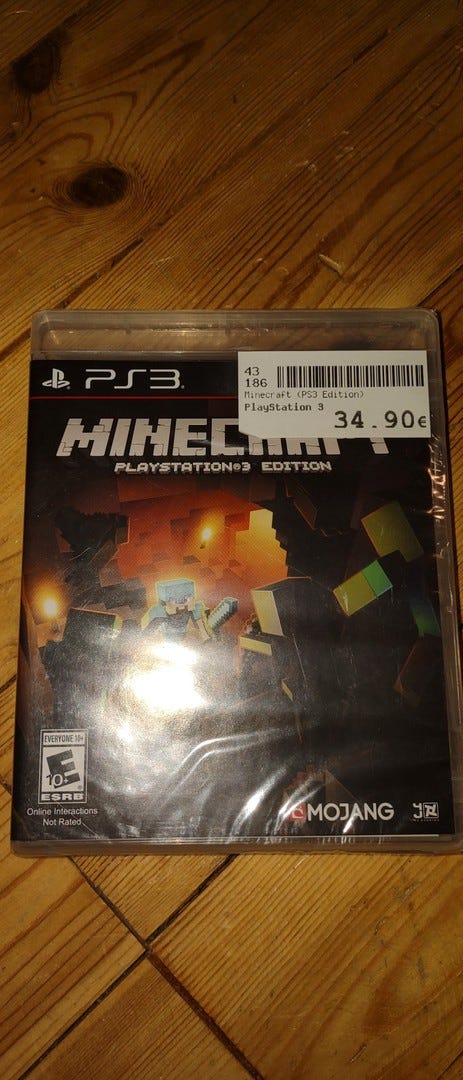 PS3
43
186
Minecraft (PS3 Edition)
PlayStation 3
34.90€
MINECRAFT
PLAYSTATION®3 EDITION
EVERYONE 10+
E
10+
ESRB
Online Interactions
Not Rated
MOJANG